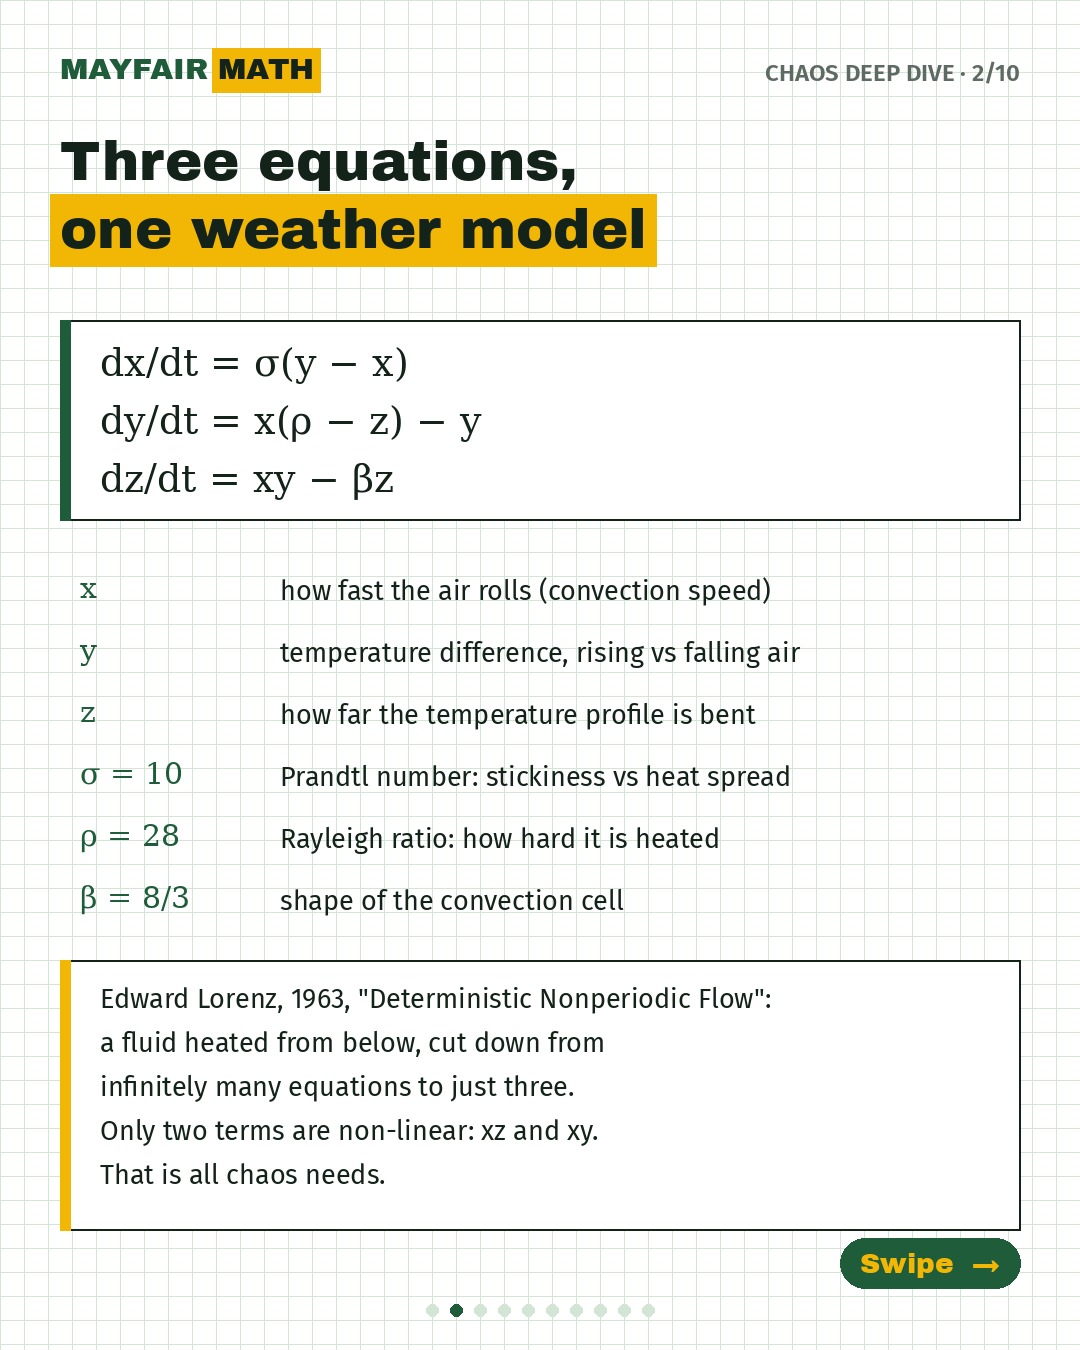 MAYFAIR MATH
CHAOS DEEP DIVE · 2/10
Three equations,
one weather model
dx/dt = σ(y − x)
dy/dt = x(ρ − z) − y
dz/dt = xy − βz
x how fast the air rolls (convection speed)
y temperature difference, rising vs falling air
z how far the temperature profile is bent
σ = 10 Prandtl number: stickiness vs heat spread
ρ = 28 Rayleigh ratio: how hard it is heated
β = 8/3 shape of the convection cell
Edward Lorenz, 1963, "Deterministic Nonperiodic Flow":
a fluid heated from below, cut down from
infinitely many equations to just three.
Only two terms are non-linear: xz and xy.
That is all chaos needs.
Swipe →